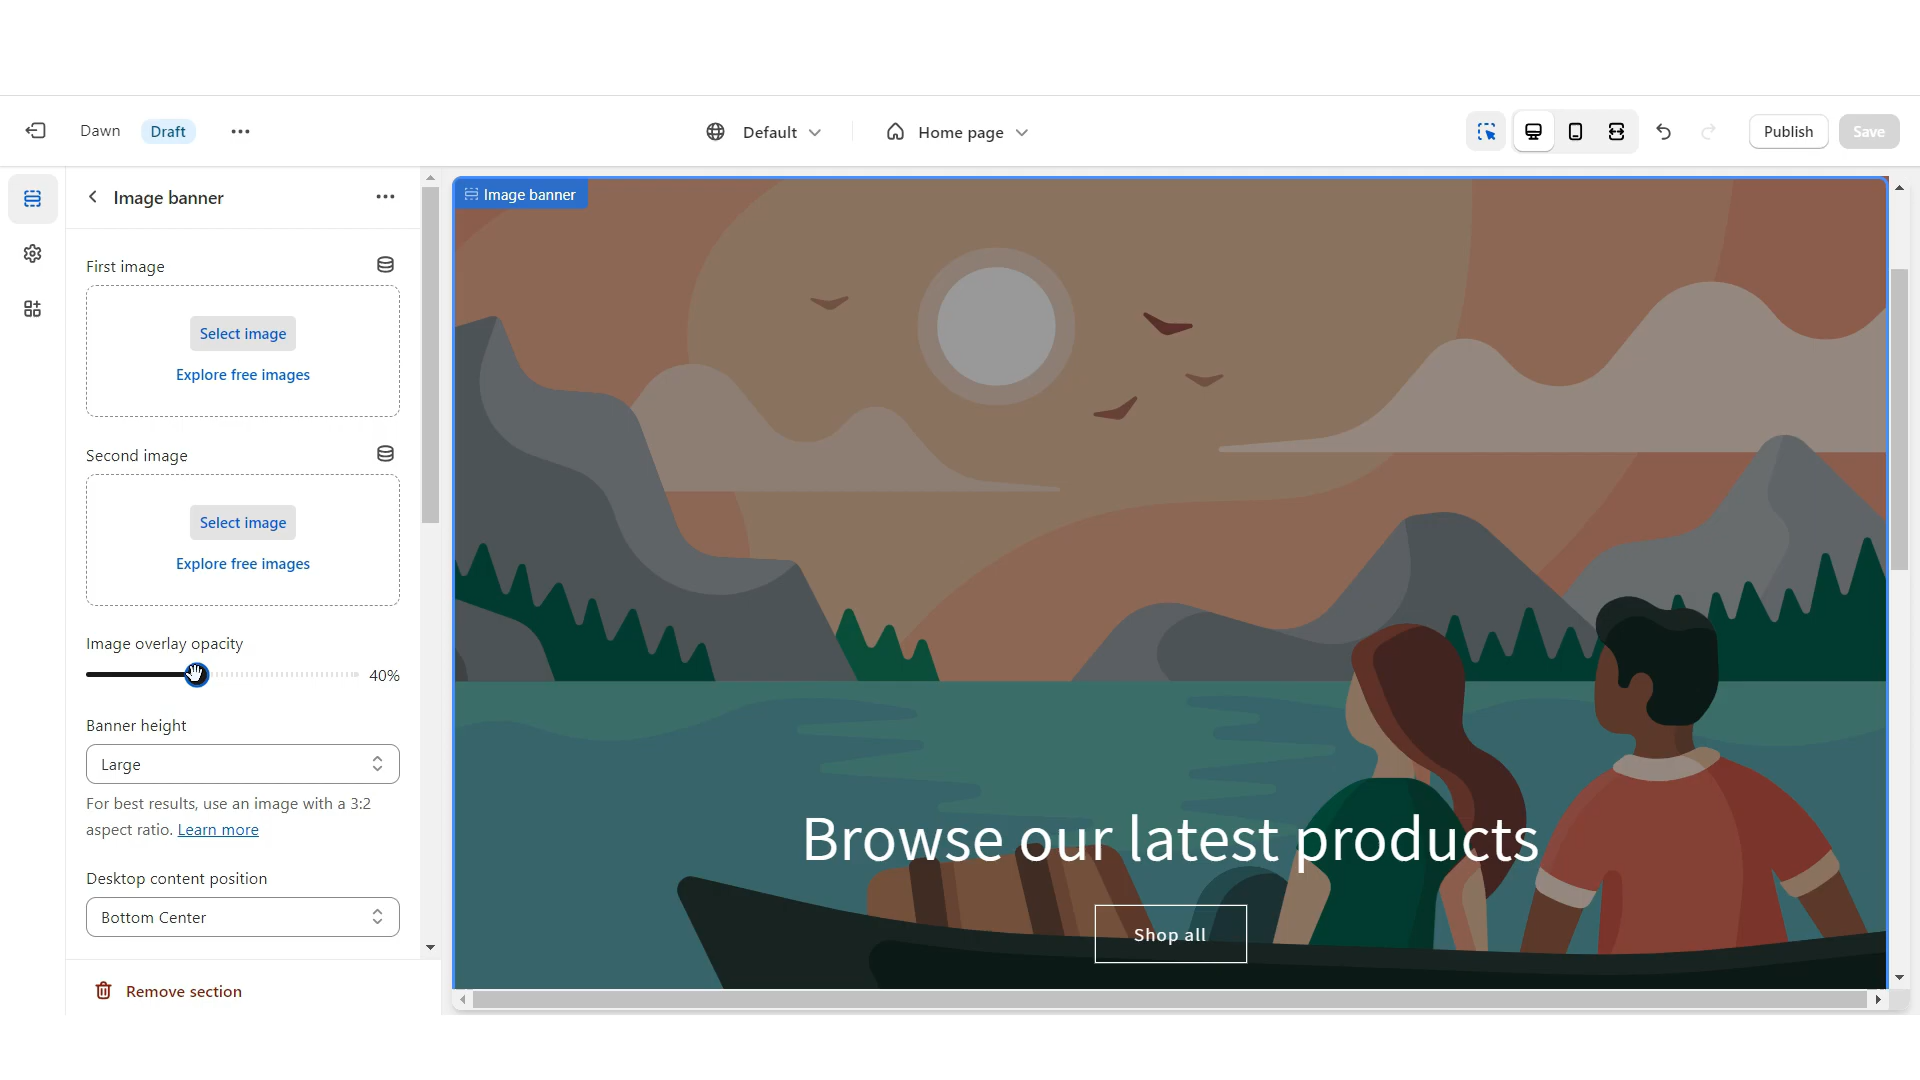 Dawn Draft
Default
Home page
Publish
Save
Image banner
First image
Select image
Explore free images
Second image
Select image
Explore free images
Image overlay opacity
40%
Banner height
Large
For best results, use an image with a 3:2
aspect ratio. Learn more
Desktop content position
Bottom Center
Remove section
Image banner
Browse our latest products
Shop all